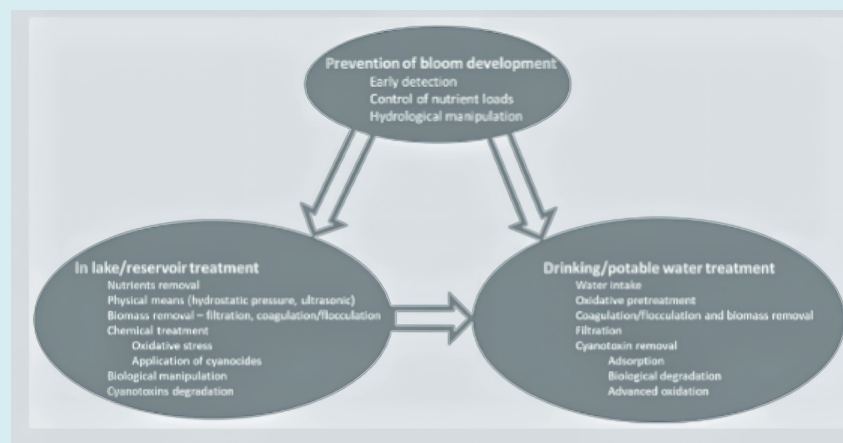 Prevention of bloom development
Early detection
Control of nutrient loads
Hydrological manipulation
In lake/reservoir treatment
Nutrients removal
Physical means (hydrostatic pressure, ultrasonic)
Biomass removal – filtration, coagulation/flocculation
Chemical treatment
Oxidative stress
Application of cyanocides
Biological manipulation
Cyanotoxins degradation
Drinking/potable water treatment
Water intake
Oxidative pretreatment
Coagulation/flocculation and biomass removal
Filtration
Cyanotoxin removal
Adsorption
Biological degradation
Advanced oxidation